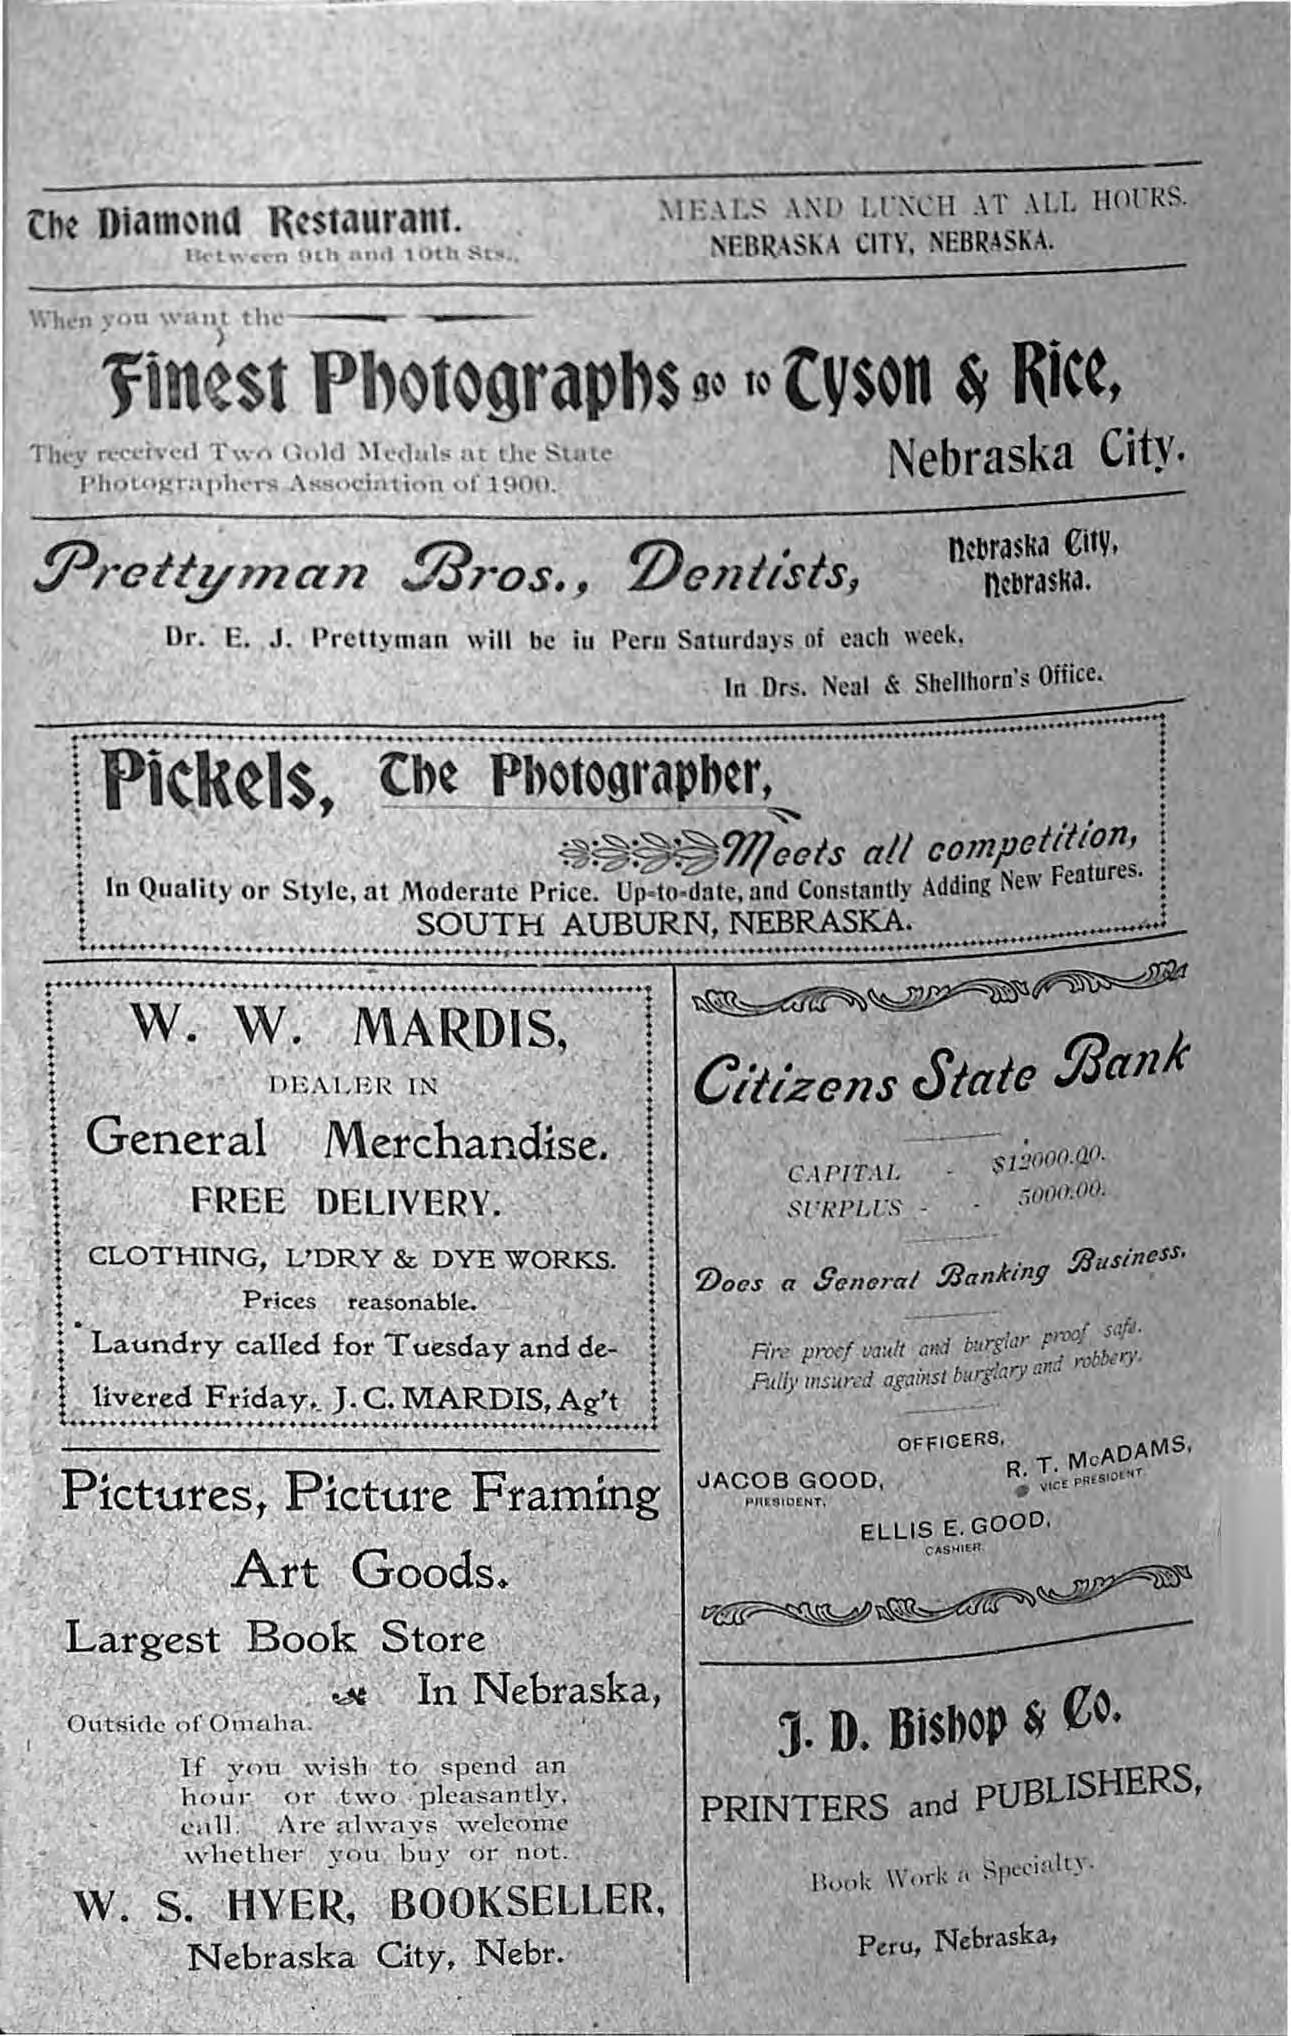 The Diamond Restaurant.
Between 9th and 10th Sts.,
MEALS AND LUNCH AT ALL HOURS.
NEBRASKA CITY, NEBRASKA.
When you want the
Finest Photographs go to Tyson & Rice,
They received Two Gold Medals at the State
Photographers Association of 1900.
Nebraska City.
Prettyman Bros., Dentists,
Nebraska City,
Nebraska.
Dr. E. J. Prettyman will be iu Peru Saturdays of each week,
In Drs. Neal & Shellhorn's Office.
Pickels, The Photographer,
Meets all competition,
In Quality or Style, at Moderate Price. Up-to-date, and Constantly Adding New Features.
SOUTH AUBURN, NEBRASKA.
W. W. MARDIS,
DEALER IN
General Merchandise.
FREE DELIVERY.
CLOTHING, L'DRY & DYE WORKS.
Prices reasonable.
Laundry called for Tuesday and de-
livered Friday. J. C. MARDIS, Ag't
Pictures, Picture Framing
Art Goods.
Largest Book Store
In Nebraska,
Outside of Omaha.
If you wish to spend an
hour or two pleasantly,
call. Are always welcome
whether you buy or not.
W. S. HYER, BOOKSELLER,
Nebraska City, Nebr.
Citizens State Bank
CAPITAL - $12000.00.
SURPLUS - - 5000.00.
Does a General Banking Business.
Fire proof vault and burglar proof safe.
Fully insured against burglary and robbery.
OFFICERS,
JACOB GOOD,
PRESIDENT,
R. T. McADAMS,
VICE PRESIDENT
ELLIS E. GOOD,
CASHIER.
J. D. Bishop & Co.
PRINTERS and PUBLISHERS,
Book Work a Specialty.
Peru, Nebraska,